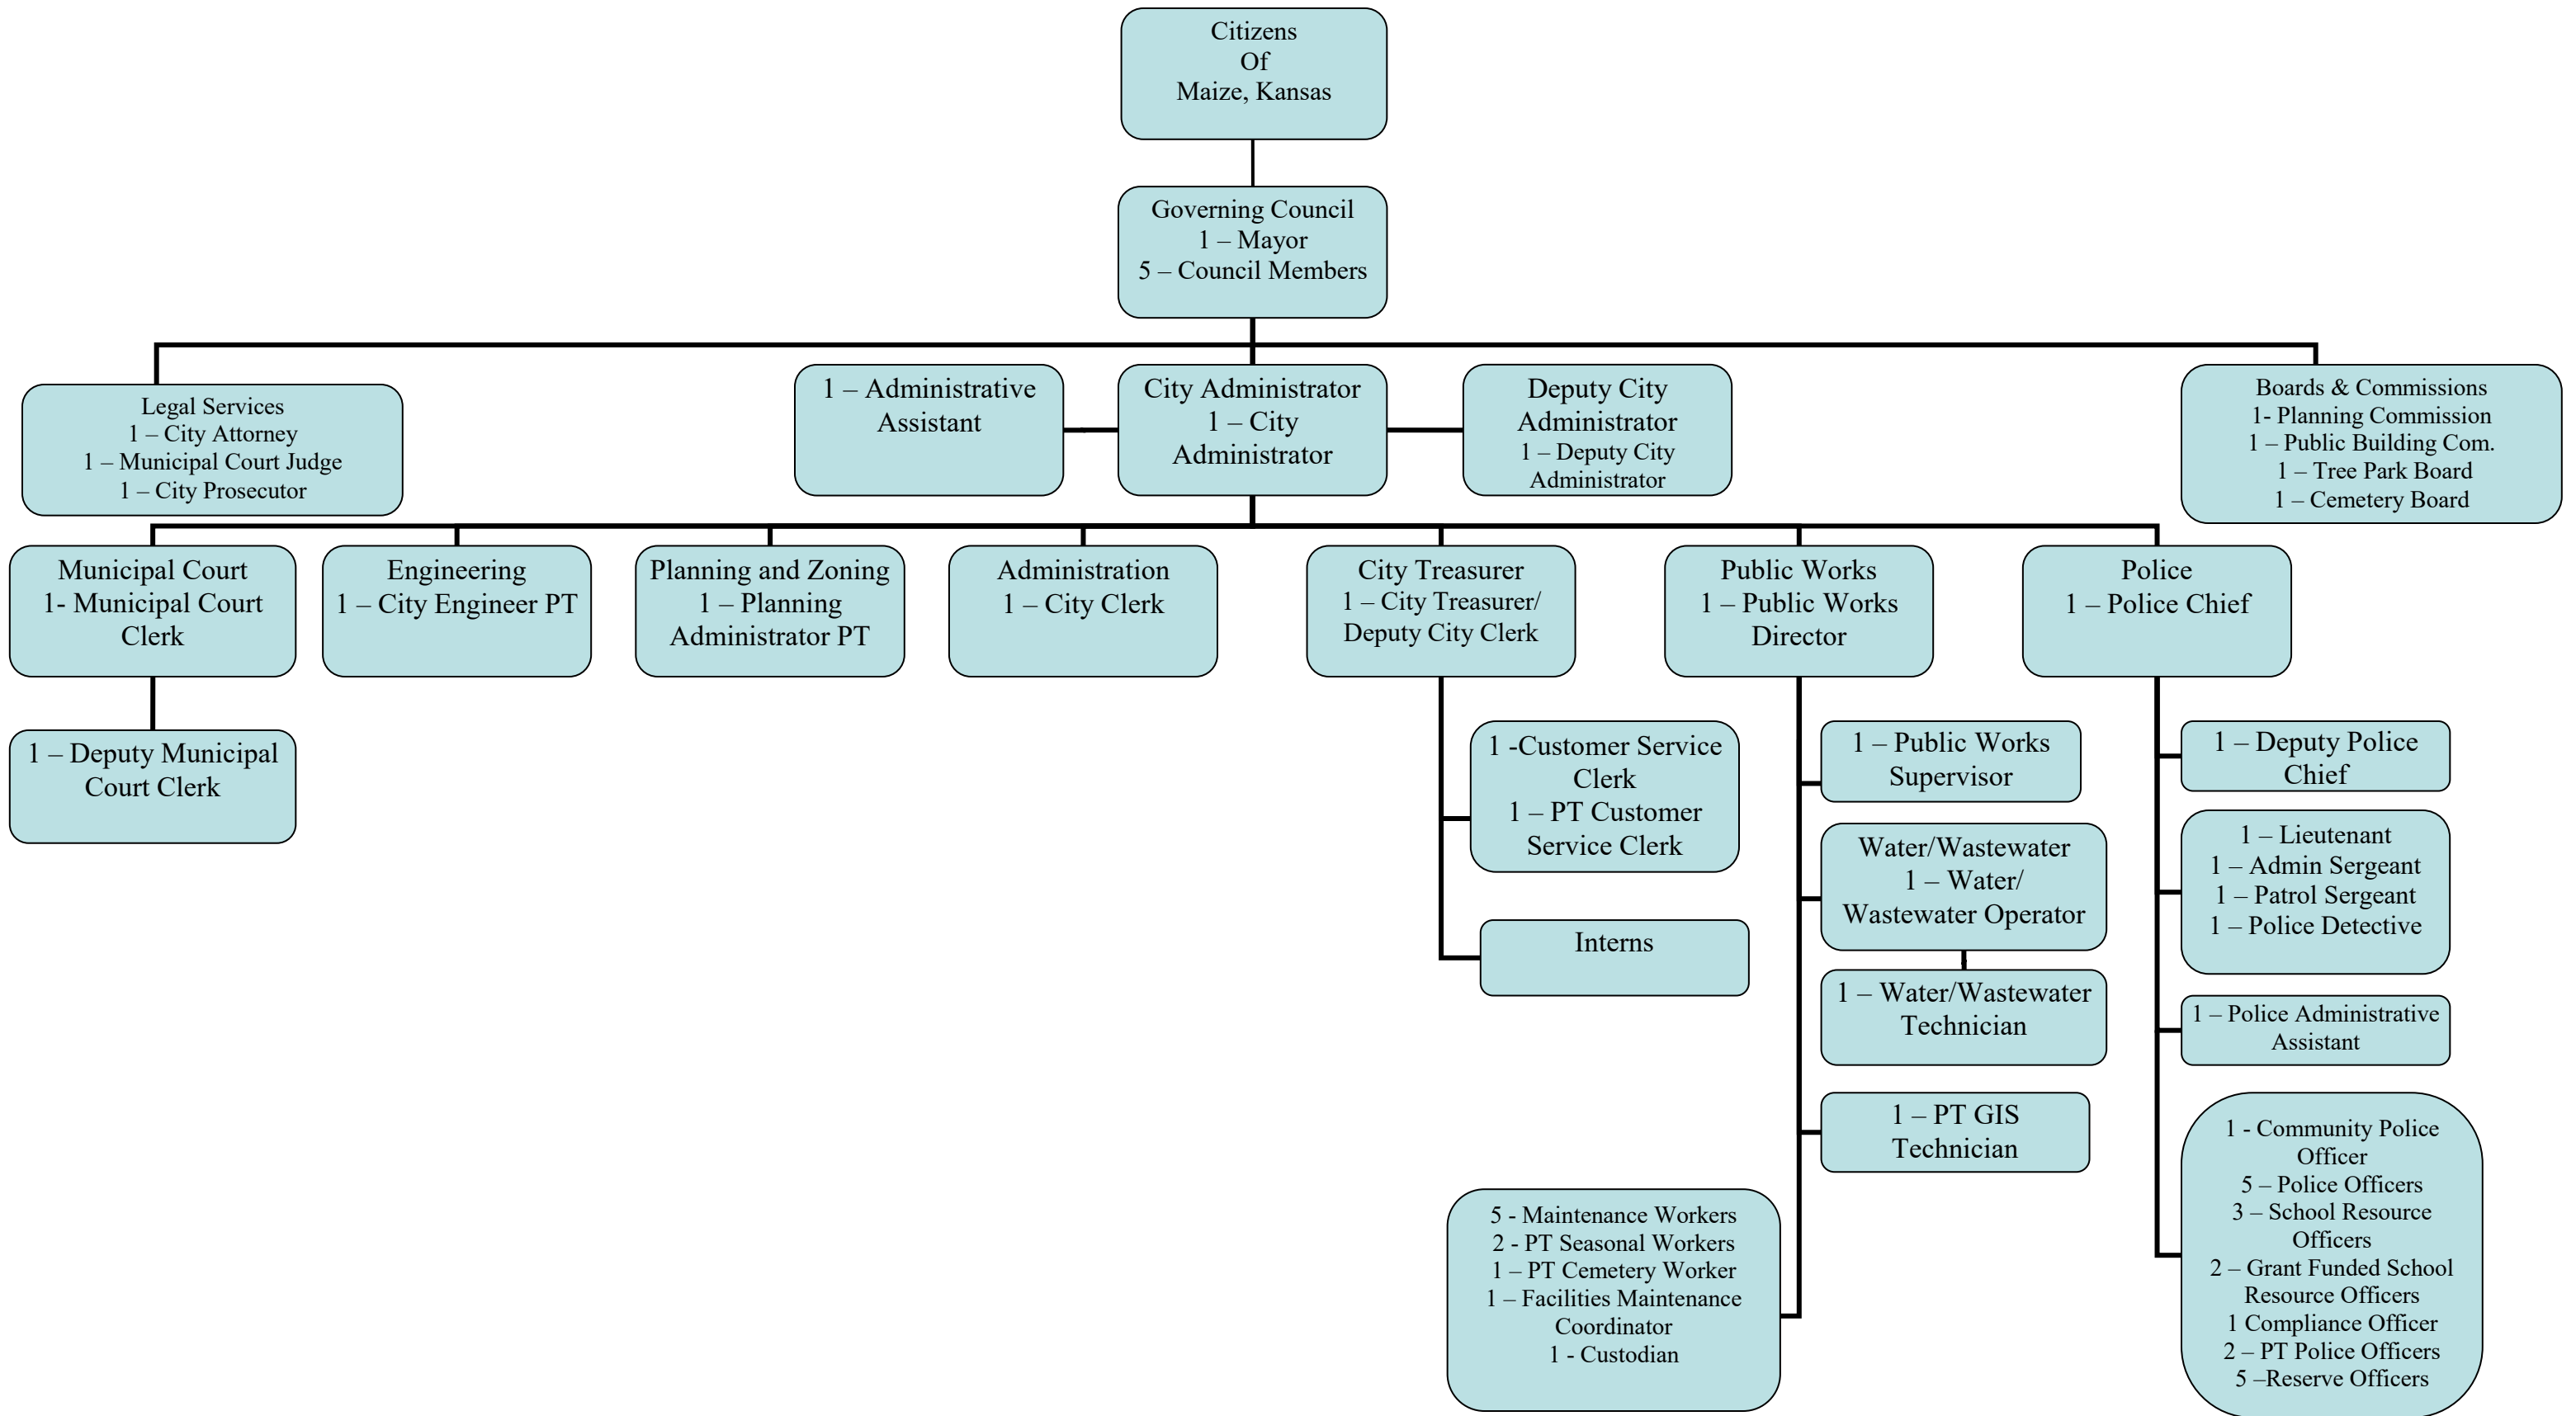 Citizens
Of
Maize, Kansas
Governing Council
1 – Mayor
5 – Council Members
Legal Services
1 – City Attorney
1 – Municipal Court Judge
1 – City Prosecutor
1 – Administrative
Assistant
City Administrator
1 – City
Administrator
Deputy City
Administrator
1 – Deputy City
Administrator
Boards & Commissions
1- Planning Commission
1 – Public Building Com.
1 – Tree Park Board
1 – Cemetery Board
Municipal Court
1- Municipal Court
Clerk
Engineering
1 – City Engineer PT
Planning and Zoning
1 – Planning
Administrator PT
Administration
1 – City Clerk
City Treasurer
1 – City Treasurer/
Deputy City Clerk
Public Works
1 – Public Works
Director
Police
1 – Police Chief
1 – Deputy Municipal
Court Clerk
1 -Customer Service
Clerk
1 – PT Customer
Service Clerk
Interns
1 – Public Works
Supervisor
Water/Wastewater
1 – Water/
Wastewater Operator
1 – Water/Wastewater
Technician
1 – PT GIS
Technician
5 - Maintenance Workers
2 - PT Seasonal Workers
1 – PT Cemetery Worker
1 – Facilities Maintenance
Coordinator
1 - Custodian
1 – Deputy Police
Chief
1 – Lieutenant
1 – Admin Sergeant
1 – Patrol Sergeant
1 – Police Detective
1 – Police Administrative
Assistant
1 - Community Police
Officer
5 – Police Officers
3 – School Resource
Officers
2 – Grant Funded School
Resource Officers
1 Compliance Officer
2 – PT Police Officers
5 –Reserve Officers